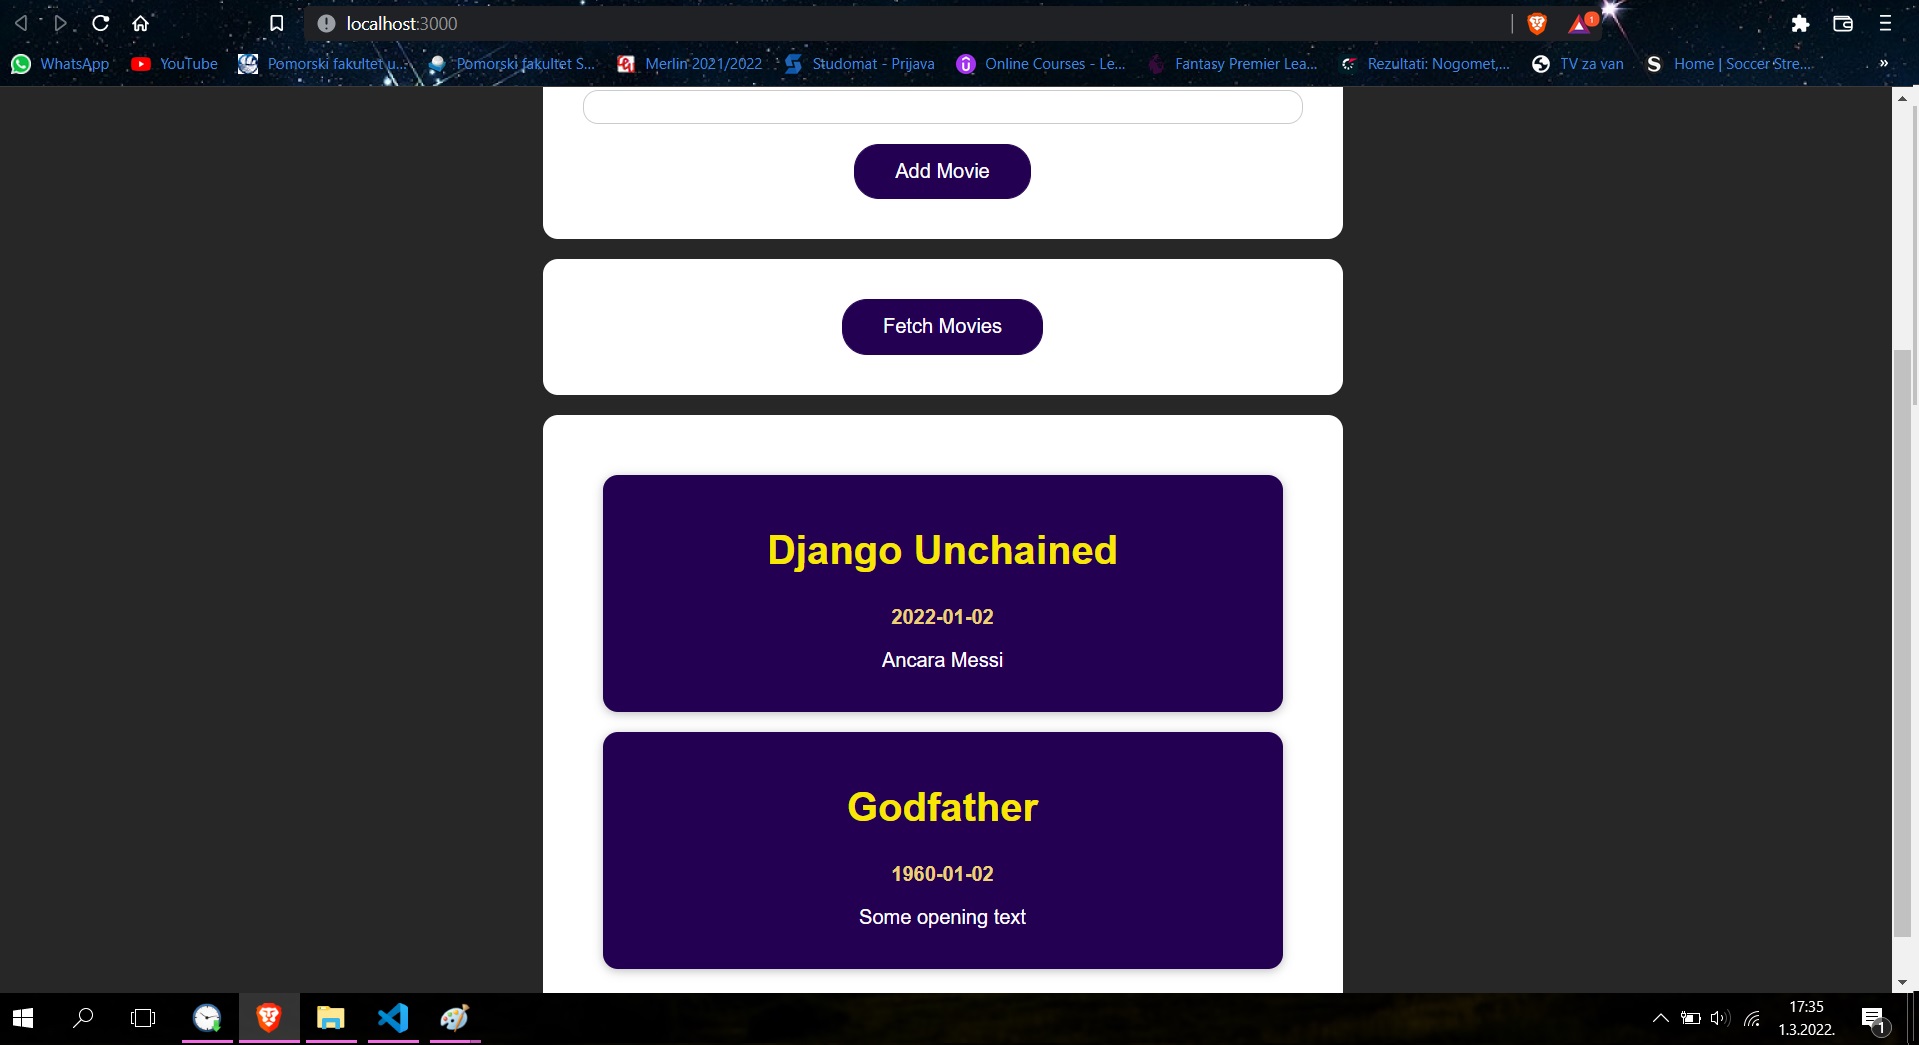 localhost:3000
1
WhatsApp
YouTube
Pomorski fakultet u...
Pomorski fakultet S...
Merlin 2021/2022
Studomat - Prijava
Online Courses - Le...
Fantasy Premier Lea...
Rezultati: Nogomet,...
TV za van
Home | Soccer Stre...
»
Add Movie
Fetch Movies
Django Unchained
2022-01-02
Ancara Messi
Godfather
1960-01-02
Some opening text
17:35
1.3.2022.
1